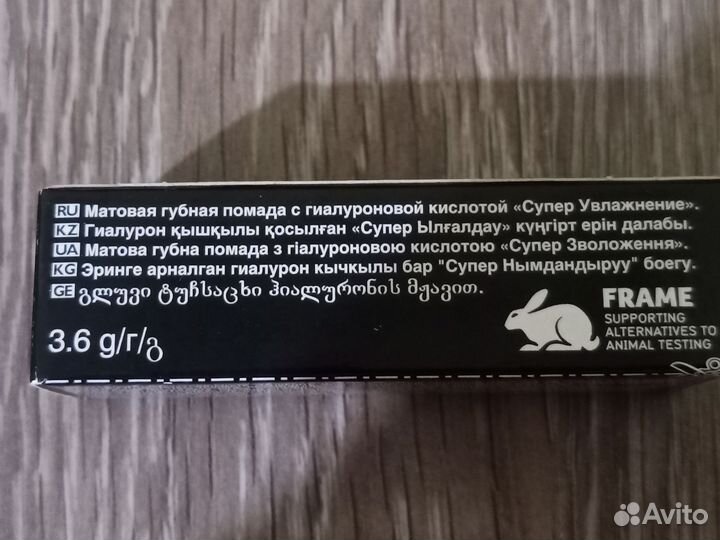 RU Матовая губная помада с гиалуроновой кислотой «Супер Увлажнение».
KZ Гиалурон қышқылы қосылған «Супер Ылғалдау» күңгірт ерін далабы.
UA Матова губна помада з гіалуроновою кислотою «Супер Зволоження».
KG Эринге арналган гиалурон кычкылы бар "Супер Нымдандыруу" боегу.
GE გლუვი ტუჩსაცხი ჰიალურონის მჟავით.
3.6 g/г/გ
FRAME
SUPPORTING
ALTERNATIVES TO
ANIMAL TESTING
Avito